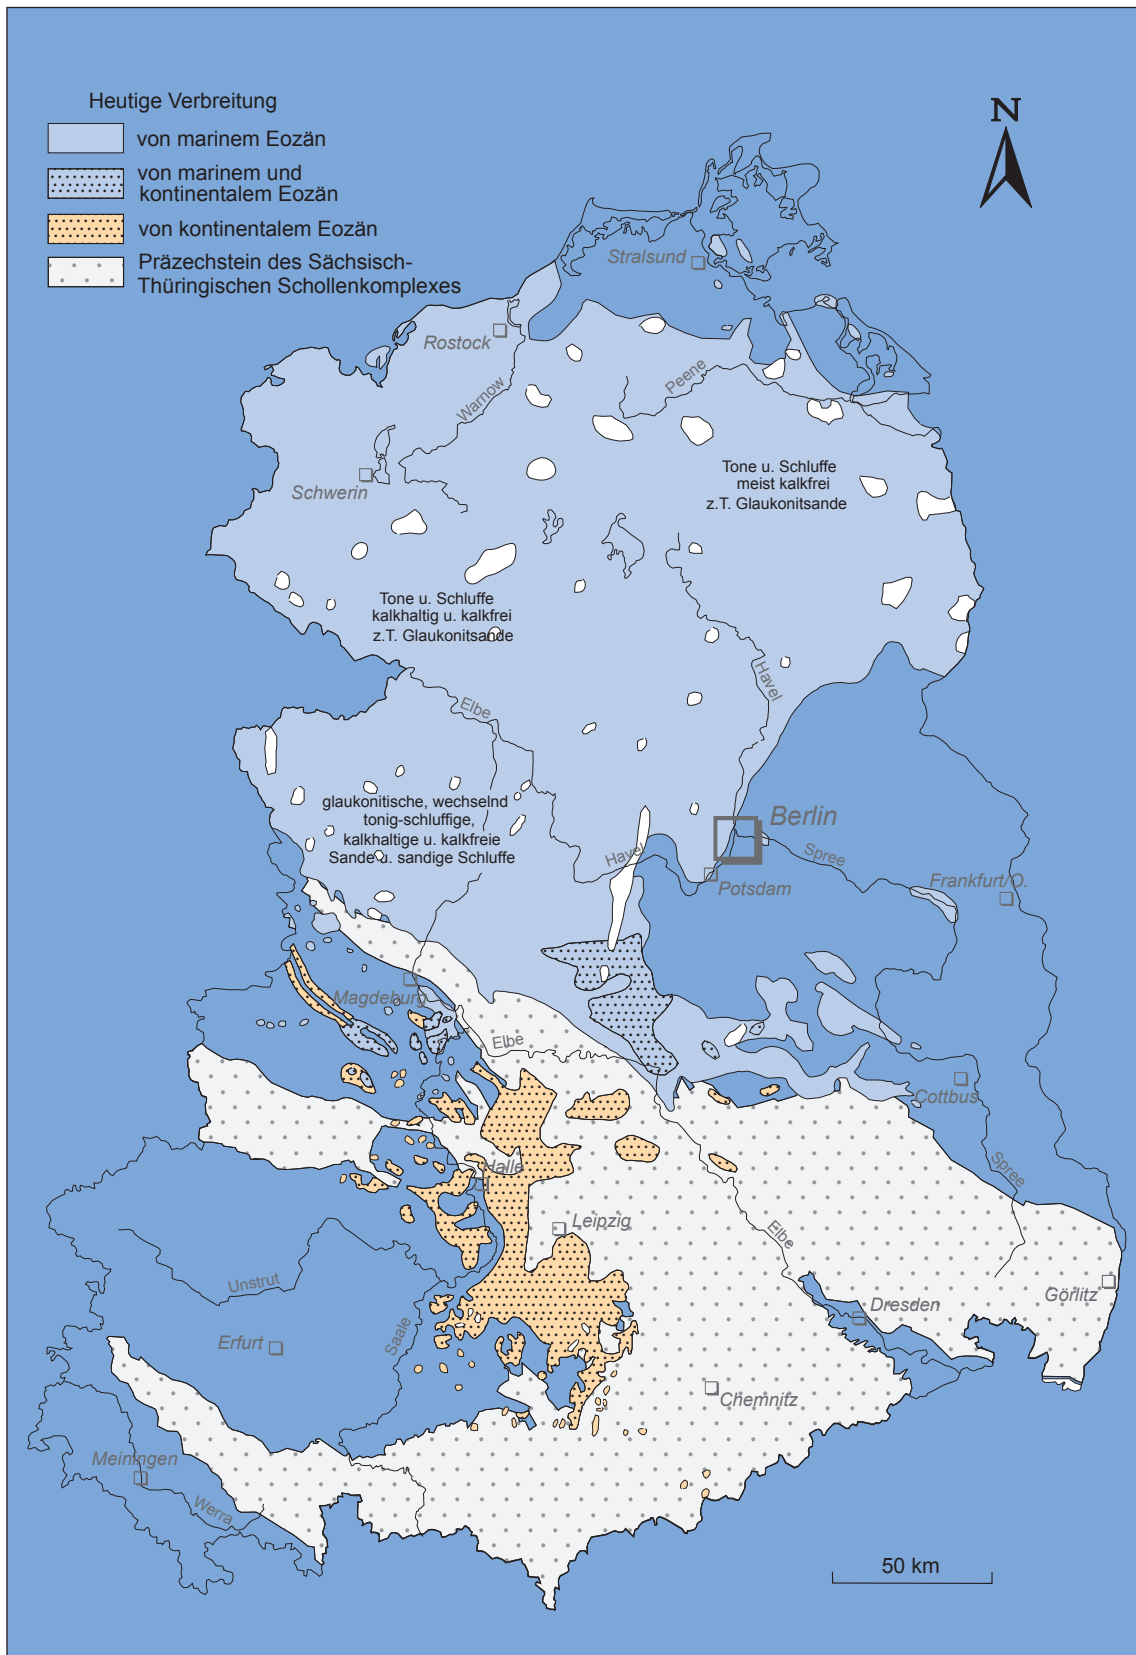 Heutige Verbreitung
von marinem Eozän
von marinem und
kontinentalem Eozän
von kontinentalem Eozän
Präzechstein des Sächsisch-
Thüringischen Schollenkomplexes
N
Stralsund
Rostock
Warnow
Peene
Schwerin
Tone u. Schluffe
meist kalkfrei
z.T. Glaukonitsande
Tone u. Schluffe
kalkhaltig u. kalkfrei
z.T. Glaukonitsande
Havel
Elbe
glaukonitische, wechselnd
tonig-schluffige,
kalkhaltige u. kalkfreie
Sande u. sandige Schluffe
Berlin
Havel
Spree
Potsdam
Frankfurt/O.
Magdeburg
Elbe
Cottbus
Halle
Spree
Leipzig
Elbe
Unstrut
Görlitz
Dresden
Erfurt
Saale
Chemnitz
Meiningen
Werra
50 km